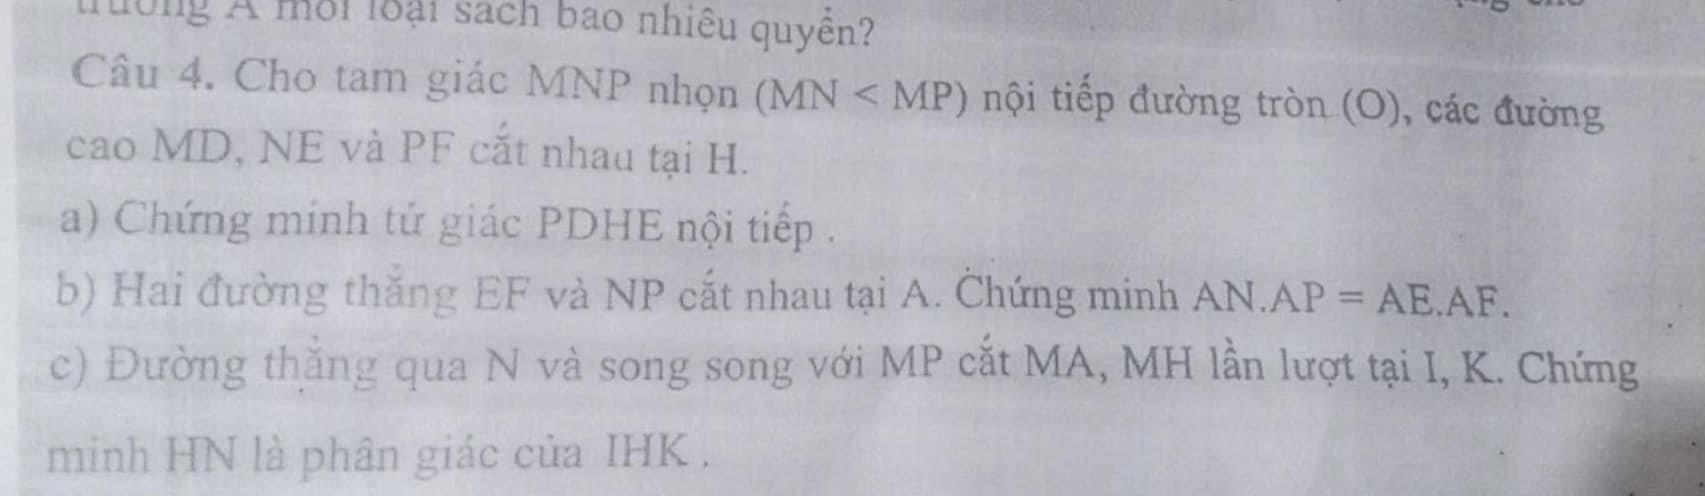 trường A mỗi loại sách bao nhiêu quyển?
Câu 4. Cho tam giác MNP nhọn (MN < MP) nội tiếp đường tròn (O), các đường
cao MD, NE và PF cắt nhau tại H.
a) Chứng minh tứ giác PDHE nội tiếp .
b) Hai đường thẳng EF và NP cắt nhau tại A. Chứng minh AN.AP = AE.AF.
c) Đường thẳng qua N và song song với MP cắt MA, MH lần lượt tại I, K. Chứng
minh HN là phân giác của IHK .